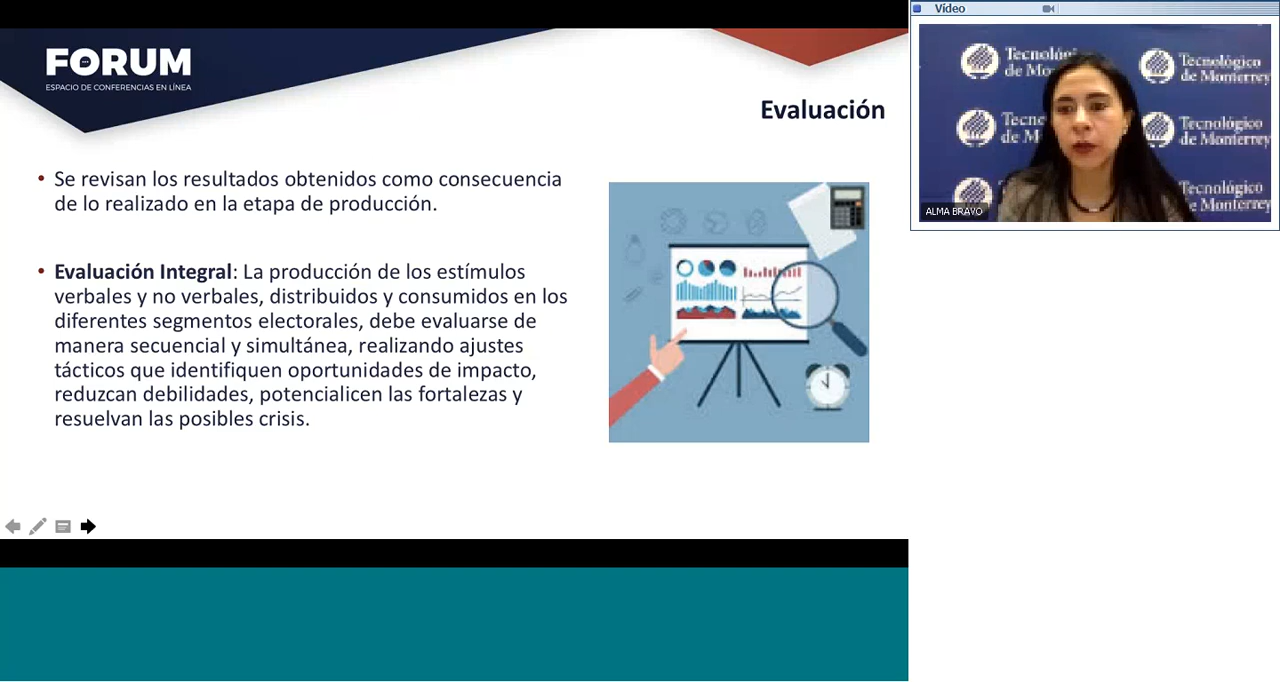 FORUM
ESPACIO DE CONFERENCIAS EN LÍNEA
Evaluación
• Se revisan los resultados obtenidos como consecuencia
de lo realizado en la etapa de producción.
• Evaluación Integral: La producción de los estímulos
verbales y no verbales, distribuidos y consumidos en los
diferentes segmentos electorales, debe evaluarse de
manera secuencial y simultánea, realizando ajustes
tácticos que identifiquen oportunidades de impacto,
reduzcan debilidades, potencialicen las fortalezas y
resuelvan las posibles crisis.
Vídeo
Tecnológico
de Monterrey
Tecnológico
de Monterrey
Tecnológico
de Monterrey
ALMA BRAVO